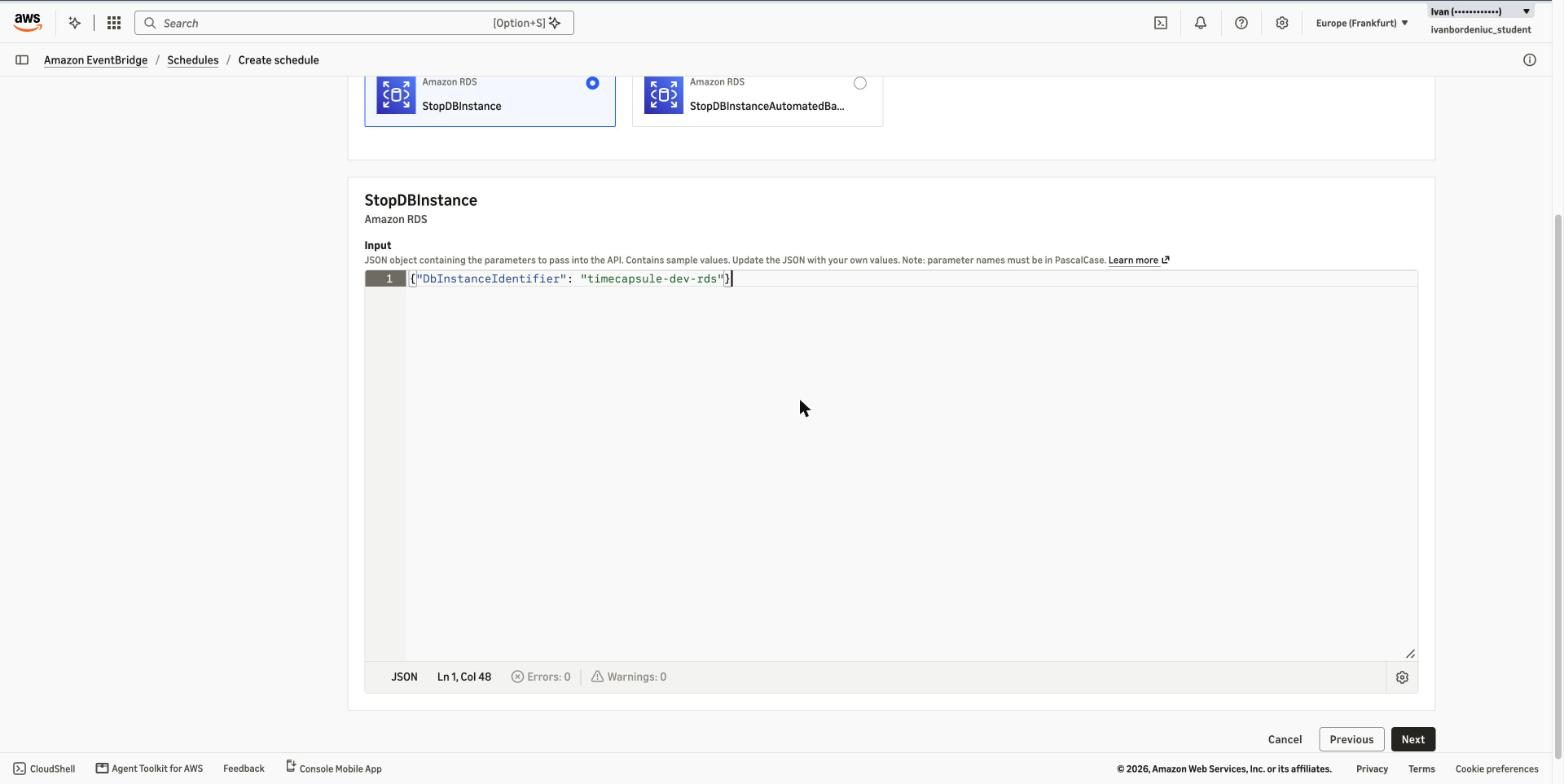 aws
Search [Option+S]
Europe (Frankfurt)
Ivan (············)
ivanbordeniuc_student
Amazon EventBridge / Schedules / Create schedule
Amazon RDS
StopDBInstance
Amazon RDS
StopDBInstanceAutomatedBa...
StopDBInstance
Amazon RDS
Input
JSON object containing the parameters to pass into the API. Contains sample values. Update the JSON with your own values. Note: parameter names must be in PascalCase. Learn more
1 {"DbInstanceIdentifier": "timecapsule-dev-rds"}
JSON Ln 1, Col 48 Errors: 0 Warnings: 0
Cancel Previous Next
CloudShell Agent Toolkit for AWS Feedback Console Mobile App © 2026, Amazon Web Services, Inc. or its affiliates. Privacy Terms Cookie preferences